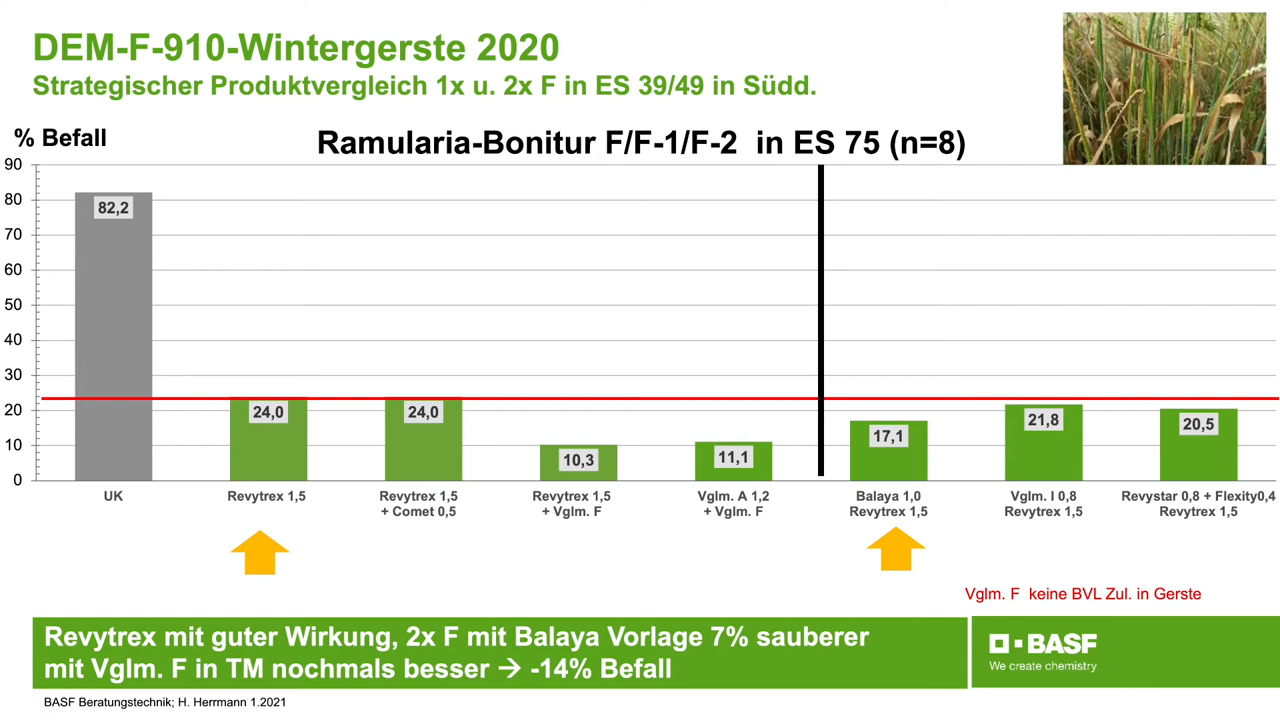 DEM-F-910-Wintergerste 2020
Strategischer Produktvergleich 1x u. 2x F in ES 39/49 in Südd.
% Befall
Ramularia-Bonitur F/F-1/F-2 in ES 75 (n=8)
90
80
70
60
50
40
30
20
10
0
82,2
24,0
24,0
10,3
11,1
17,1
21,8
20,5
UK
Revytrex 1,5
Revytrex 1,5
+ Comet 0,5
Revytrex 1,5
+ Vglm. F
Vglm. A 1,2
+ Vglm. F
Balaya 1,0
Revytrex 1,5
Vglm. I 0,8
Revytrex 1,5
Revystar 0,8 + Flexity0,4
Revytrex 1,5
Vglm. F keine BVL Zul. in Gerste
Revytrex mit guter Wirkung, 2x F mit Balaya Vorlage 7% sauberer
mit Vglm. F in TM nochmals besser → -14% Befall
BASF
We create chemistry
BASF Beratungstechnik; H. Herrmann 1.2021